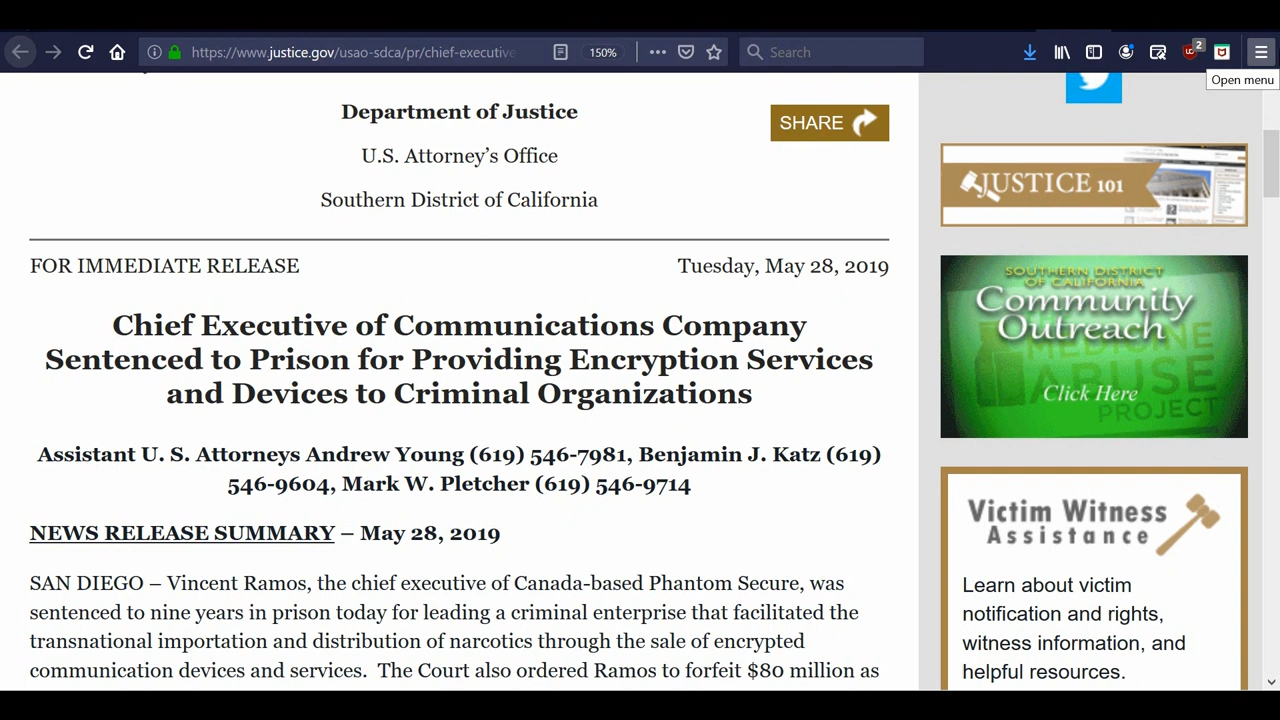 https://www.justice.gov/usao-sdca/pr/chief-executive
150%
Search
2
Open menu
Department of Justice
SHARE
U.S. Attorney’s Office
Southern District of California
FOR IMMEDIATE RELEASE
Tuesday, May 28, 2019
Chief Executive of Communications Company
Sentenced to Prison for Providing Encryption Services
and Devices to Criminal Organizations
Assistant U. S. Attorneys Andrew Young (619) 546-7981, Benjamin J. Katz (619)
546-9604, Mark W. Pletcher (619) 546-9714
NEWS RELEASE SUMMARY – May 28, 2019
SAN DIEGO – Vincent Ramos, the chief executive of Canada-based Phantom Secure, was
sentenced to nine years in prison today for leading a criminal enterprise that facilitated the
transnational importation and distribution of narcotics through the sale of encrypted
communication devices and services.  The Court also ordered Ramos to forfeit $80 million as
JUSTICE 101
SOUTHERN DISTRICT
OF CALIFORNIA
Community
Outreach
MEDICINE
ABUSE
PROJECT
Click Here
Victim Witness
Assistance
Learn about victim
notification and rights,
witness information, and
helpful resources.